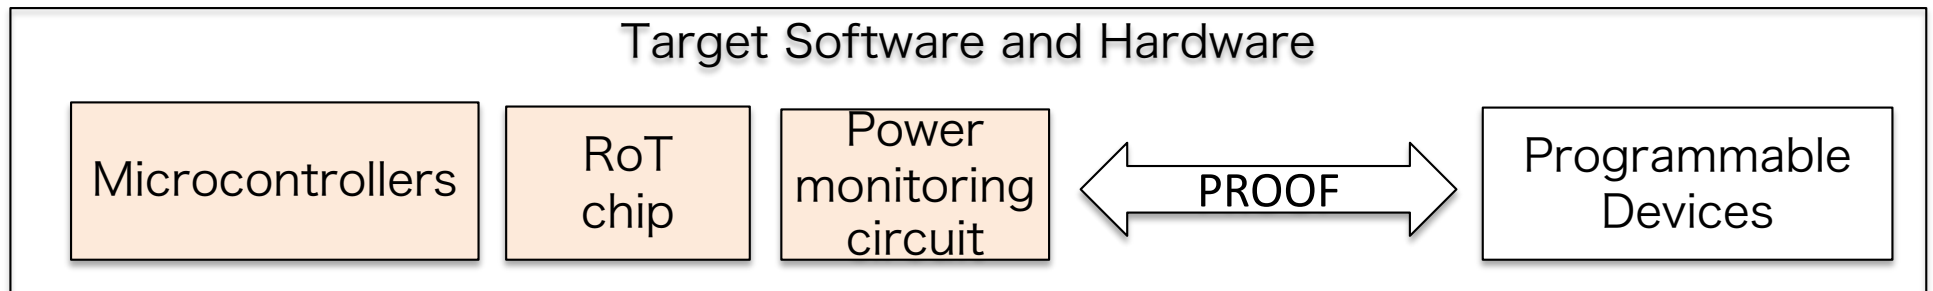 Target Software and Hardware
Microcontrollers
RoT
chip
Power
monitoring
circuit
PROOF
Programmable
Devices